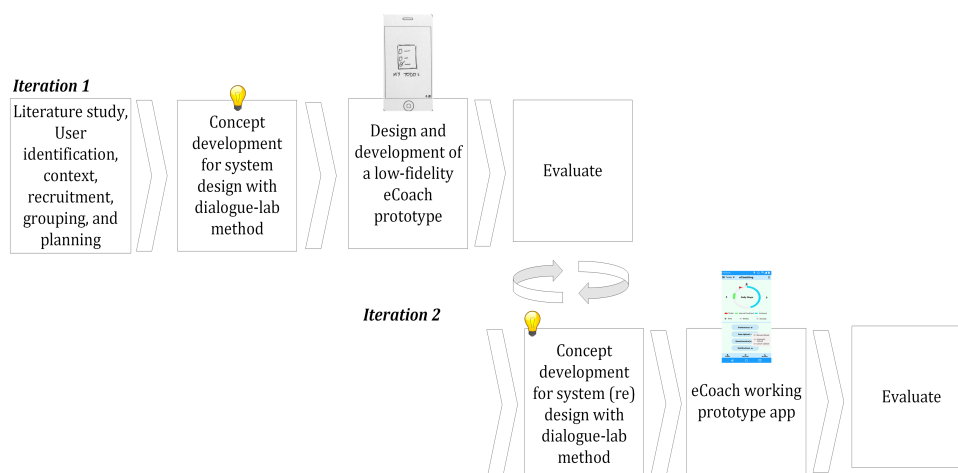 Iteration 1
Literature study,
User
identification,
context,
recruitment,
grouping, and
planning
Concept
development
for system
design with
dialogue-lab
method
MY TODO'S
Design and
development of
a low-fidelity
eCoach
prototype
Evaluate
Iteration 2
Concept
development
for system (re)
design with
dialogue-lab
method
eCoach working
prototype app
Evaluate